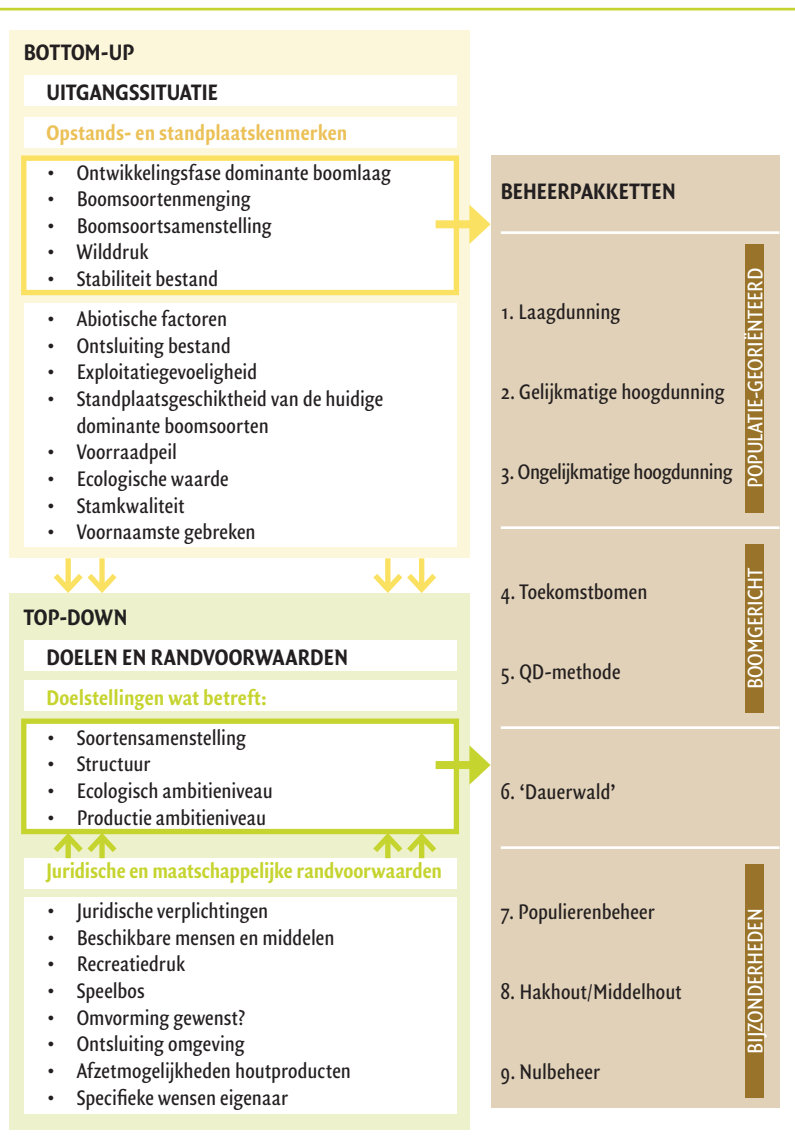 BOTTOM-UP
UITGANGSSITUATIE
Opstands- en standplaatskenmerken
• Ontwikkelingsfase dominante boomlaag
• Boomsoortenmenging
• Boomsoortsamenstelling
• Wilddruk
• Stabiliteit bestand
• Abiotische factoren
• Ontsluiting bestand
• Exploitatiegevoeligheid
• Standplaatsgeschiktheid van de huidige
dominante boomsoorten
• Voorraadpeil
• Ecologische waarde
• Stamkwaliteit
• Voornaamste gebreken
TOP-DOWN
DOELEN EN RANDVOORWAARDEN
Doelstellingen wat betreft:
• Soortensamenstelling
• Structuur
• Ecologisch ambitieniveau
• Productie ambitieniveau
Juridische en maatschappelijke randvoorwaarden
• Juridische verplichtingen
• Beschikbare mensen en middelen
• Recreatiedruk
• Speelbos
• Omvorming gewenst?
• Ontsluiting omgeving
• Afzetmogelijkheden houtproducten
• Specifieke wensen eigenaar
BEHEERPAKKETTEN
1. Laagdunning
2. Gelijkmatige hoogdunning
3. Ongelijkmatige hoogdunning
POPULATIE-GEORIËNTEERD
4. Toekomstbomen
5. QD-methode
BOOMGERICHT
6. ‘Dauerwald’
7. Populierenbeheer
8. Hakhout/Middelhout
9. Nulbeheer
BIJZONDERHEDEN